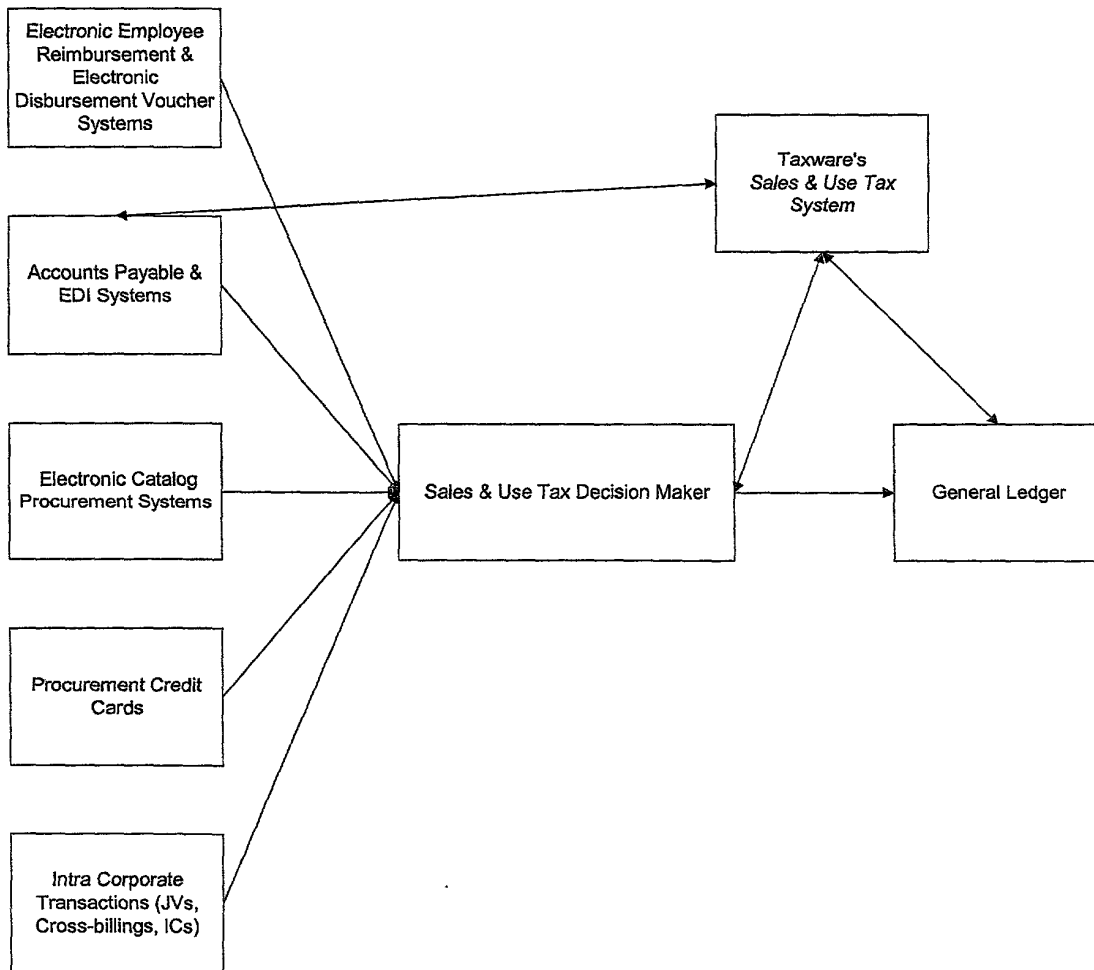 Electronic Employee
Reimbursement &
Electronic
Disbursement Voucher
Systems
Taxware's
Sales & Use Tax
System
Accounts Payable &
EDI Systems
Electronic Catalog
Procurement Systems
Sales & Use Tax Decision Maker
General Ledger
Procurement Credit
Cards
Intra Corporate
Transactions (JVs,
Cross-billings, ICs)